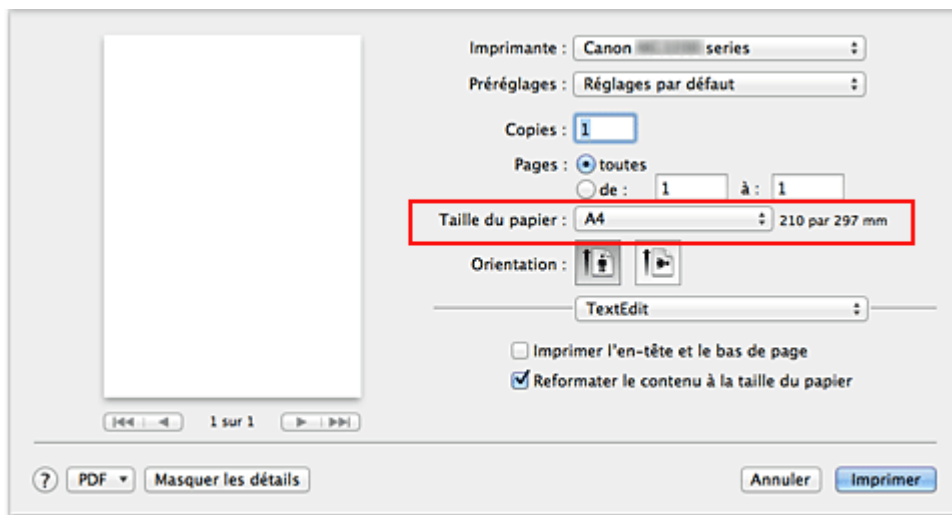 Imprimante : Canon series
Préréglages : Réglages par défaut
Copies : 1
Pages : toutes
de : 1 à : 1
Taille du papier : A4 210 par 297 mm
Orientation :
TextEdit
Imprimer l'en-tête et le bas de page
Reformater le contenu à la taille du papier
1 sur 1
? PDF Masquer les détails Annuler Imprimer